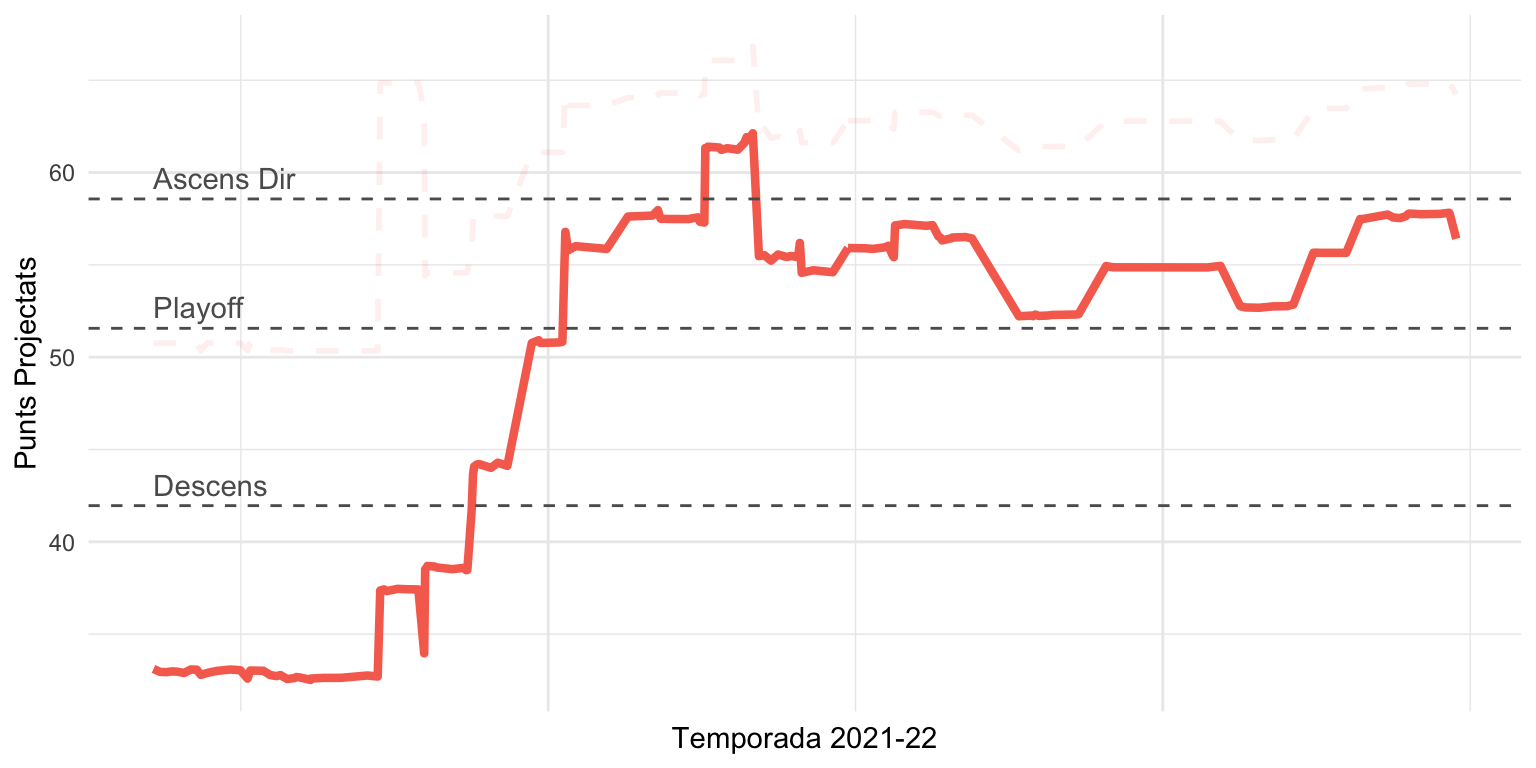 60
Ascens Dir
Playoff
50
Descens
40
Punts Projectats
Temporada 2021-22